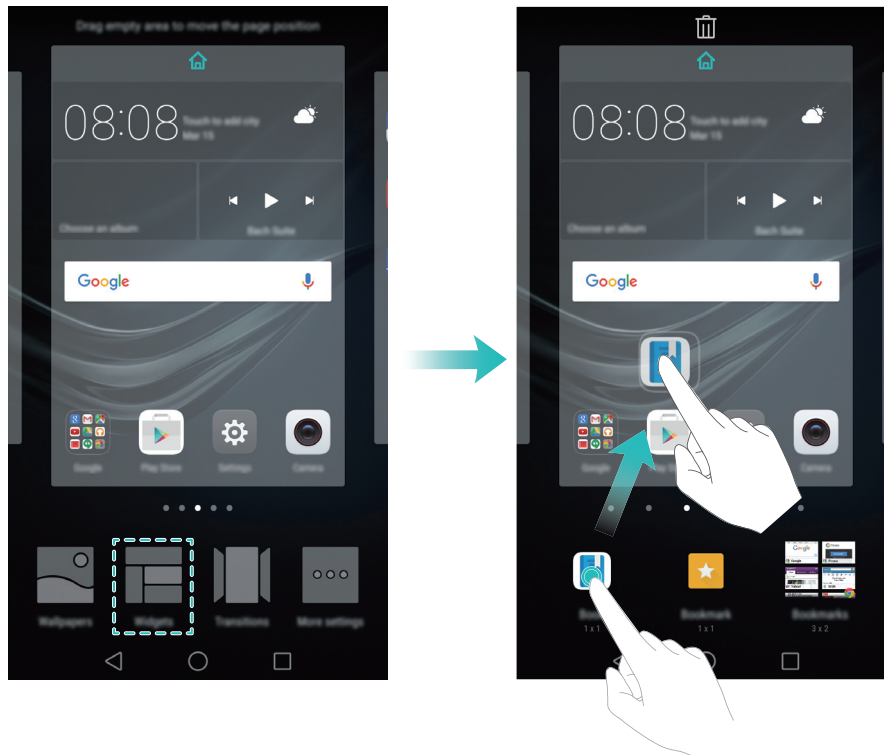 Drag empty area to move the page position
08:08
Touch to add city
Mar 15
Choose an album
Bach Suite
Google
Google
Play Store
Settings
Camera
Wallpapers
Widgets
Transitions
More settings
08:08
Touch to add city
Mar 15
Choose an album
Bach Suite
Google
Google
Play
Camera
1 x 1
Bookmark
1 x 1
Google
Bookmarks
3 x 2